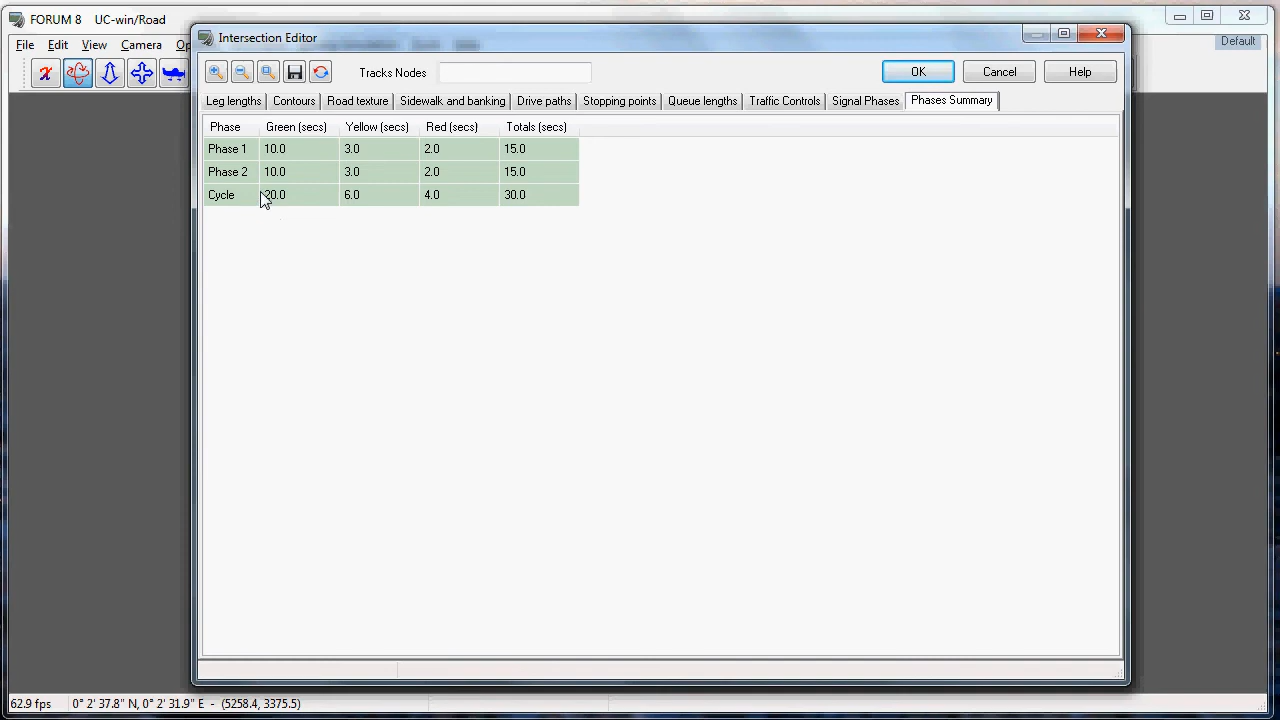 FORUM 8 UC-win/Road
File Edit View Camera
Default
Intersection Editor
Tracks Nodes
OK Cancel Help
Leg lengths Contours Road texture Sidewalk and banking Drive paths Stopping points Queue lengths Traffic Controls Signal Phases Phases Summary
Phase Green (secs) Yellow (secs) Red (secs) Totals (secs)
Phase 1 10.0 3.0 2.0 15.0
Phase 2 10.0 3.0 2.0 15.0
Cycle 20.0 6.0 4.0 30.0
62.9 fps 0° 2' 37.8" N, 0° 2' 31.9" E - (5258.4, 3375.5)